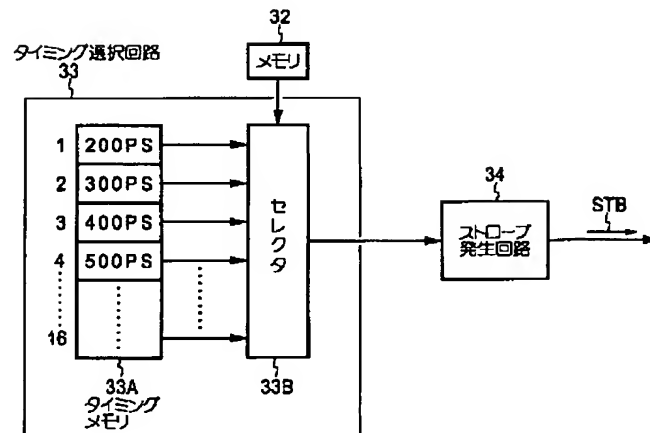 タイミング選択回路
33
32
メモリ
1 200PS
2 300PS
3 400PS
4 500PS
16
セレクタ
34
ストローブ
発生回路
STB
33A
タイミング
メモリ
33B